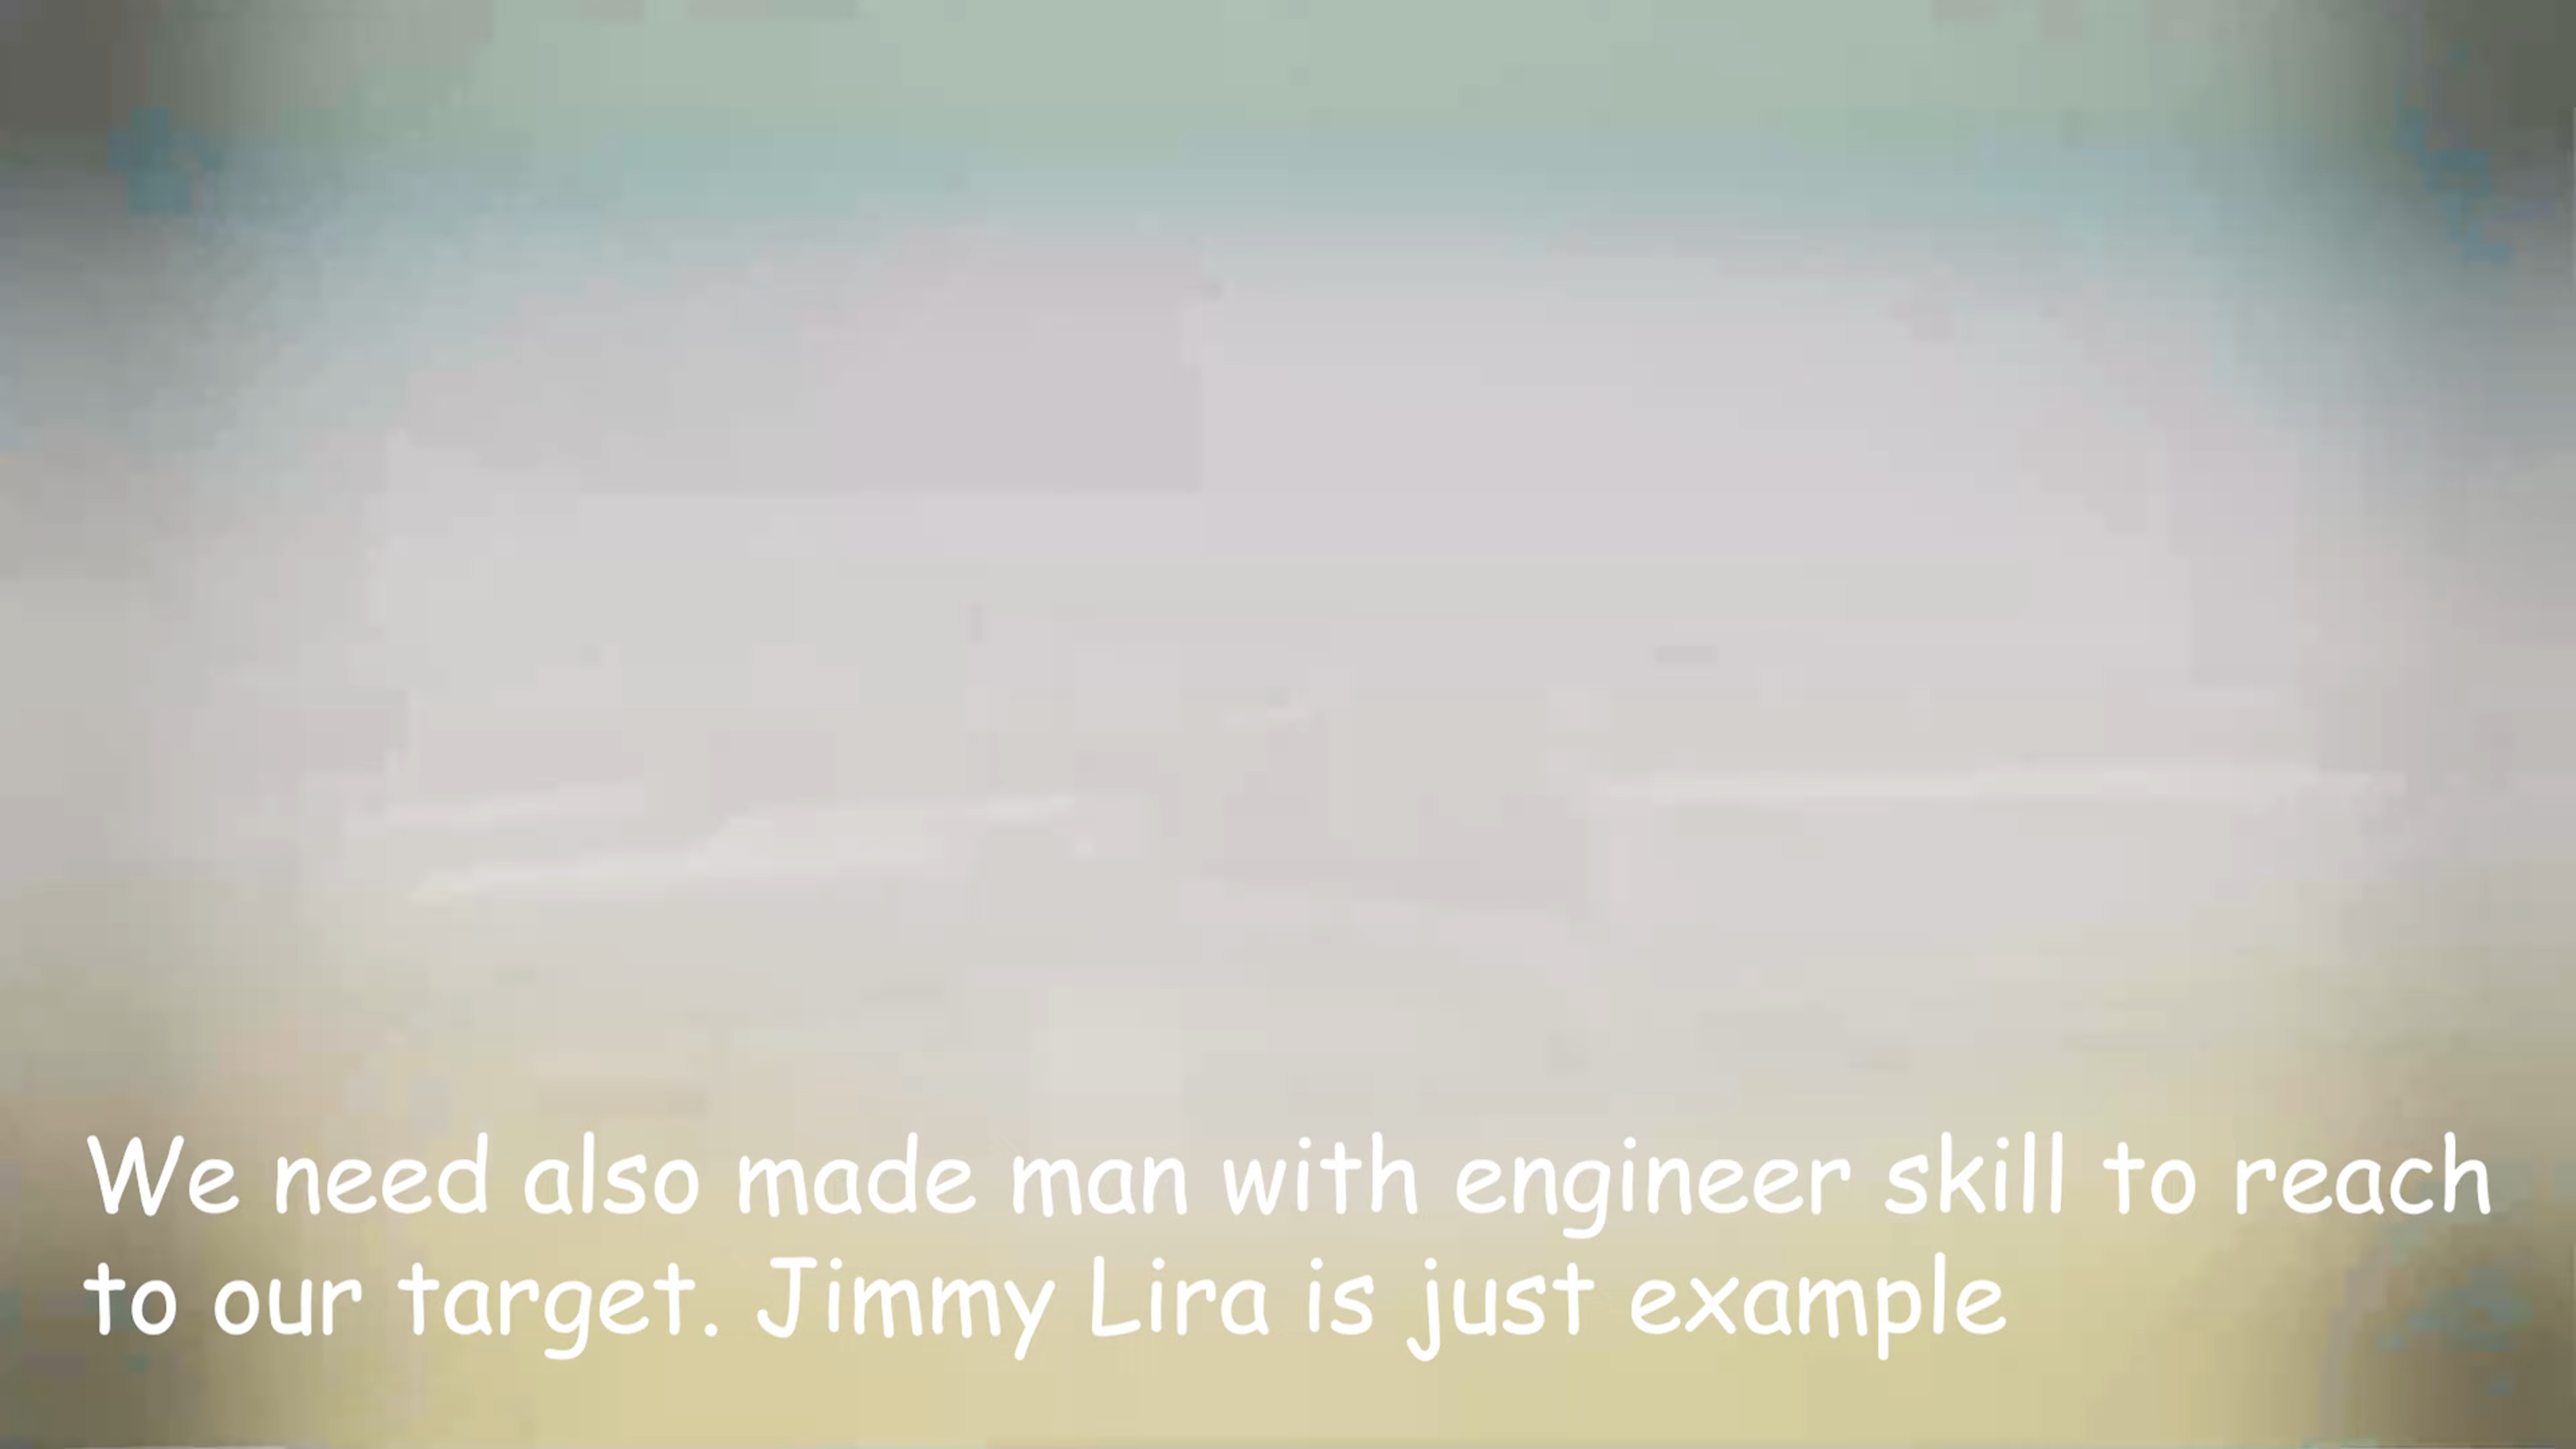 We need also made man with engineer skill to reach
to our target. Jimmy Lira is just example